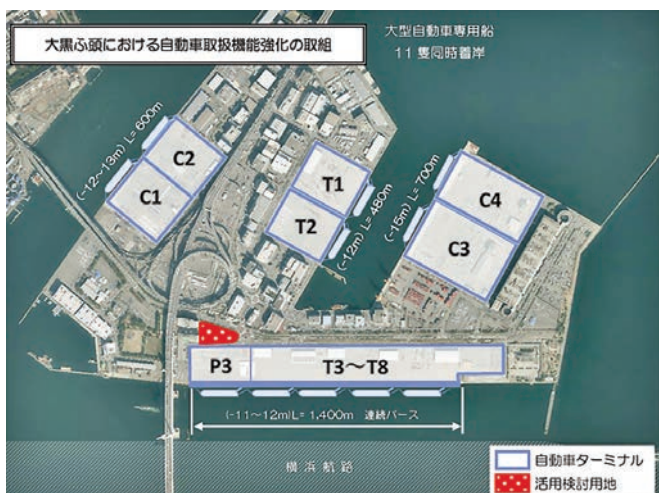 大黒ふ頭における自動車取扱機能強化の取組
大型自動車専用船
11隻同時着岸
(-12～13m) L=600m
C2
C1
T1
T2
(-12m) L=480m
(-15m) L=700m
C4
C3
P3
T3～T8
(-11～12m)L=1,400m 連続バース
横浜航路
自動車ターミナル
活用検討用地